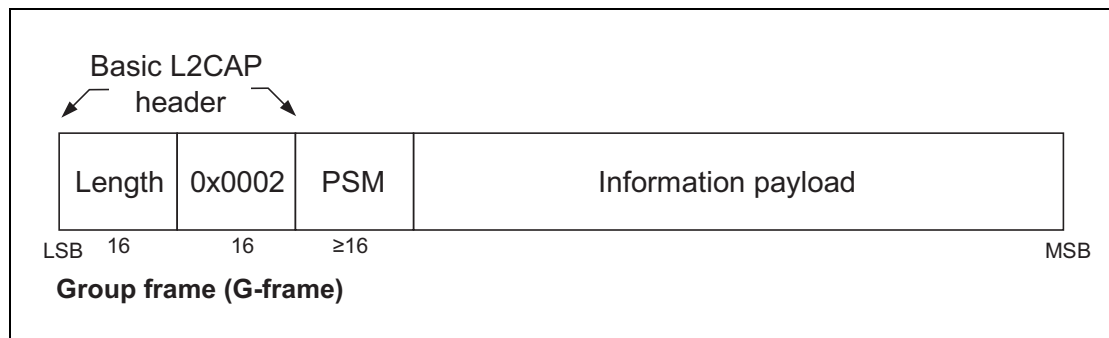 Basic L2CAP
header
Length 0x0002 PSM Information payload
LSB 16 16 ≥16 MSB
Group frame (G-frame)